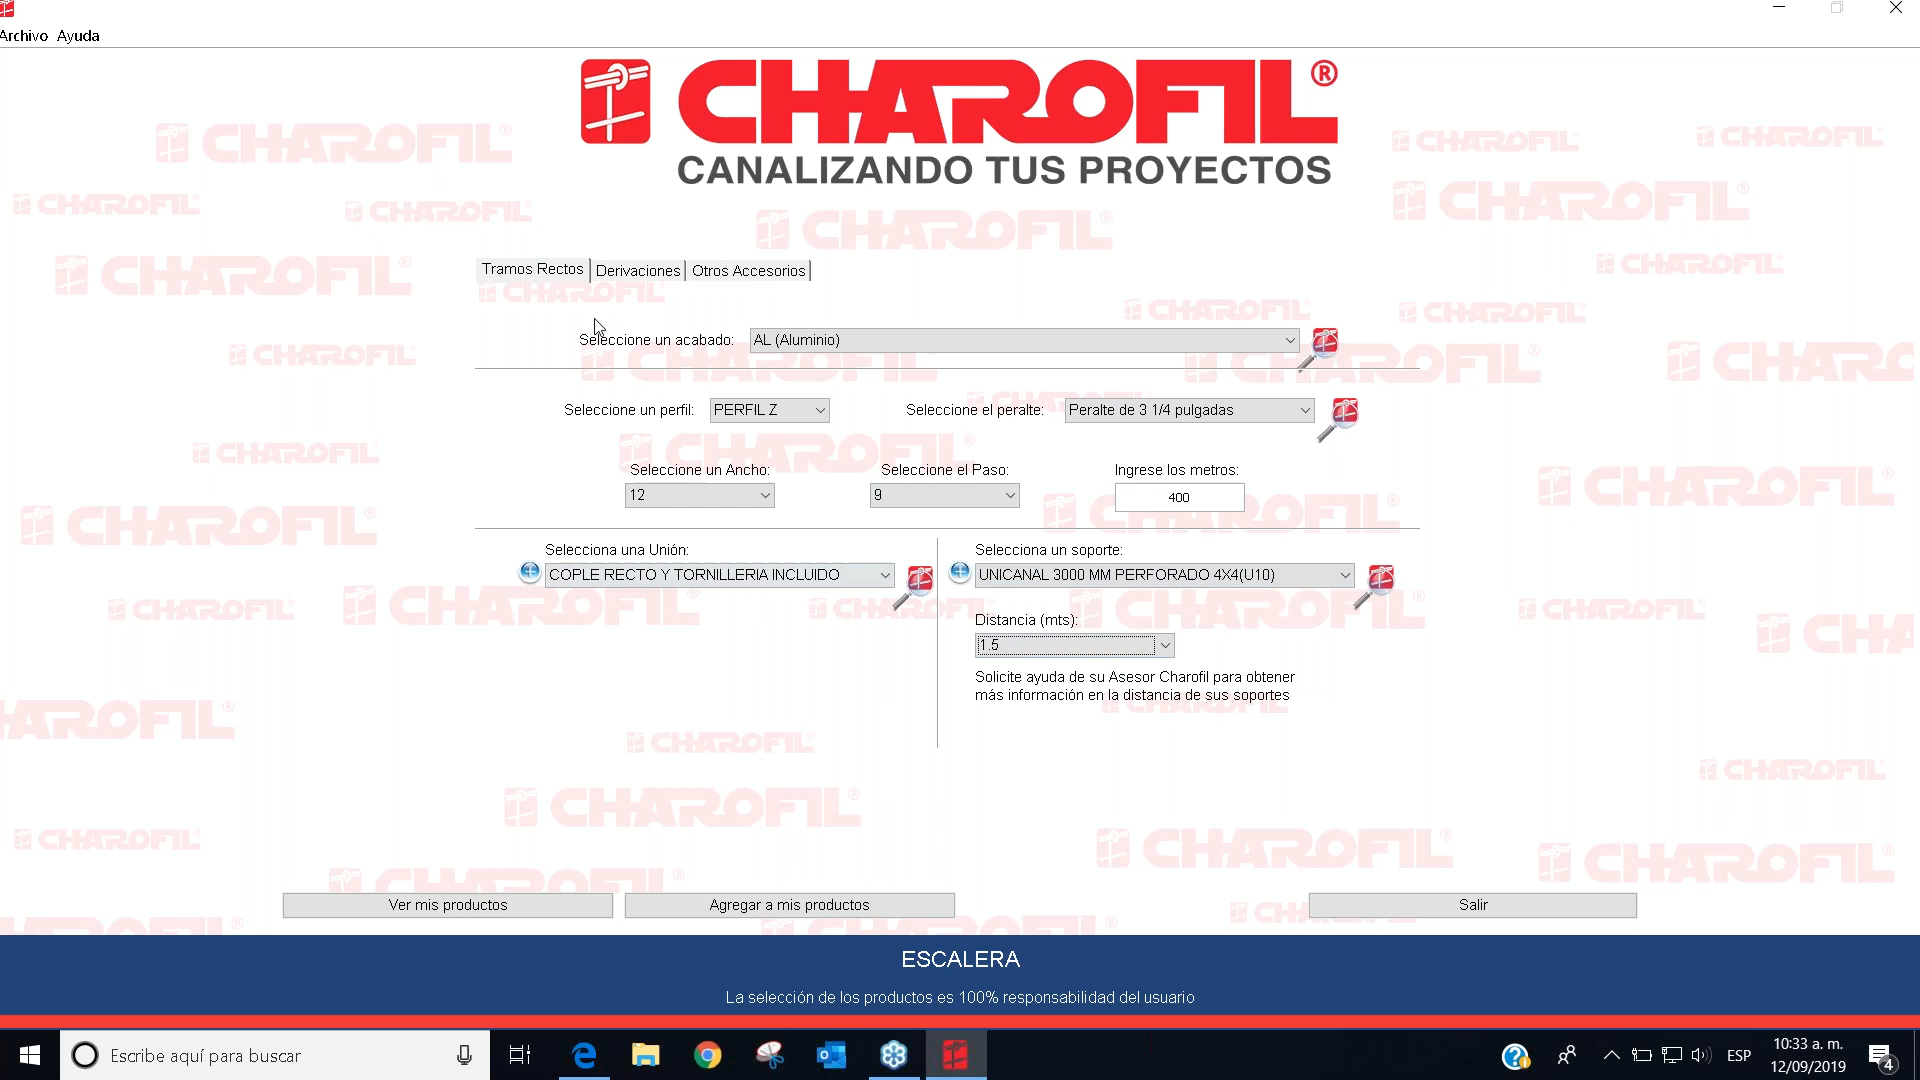 Archivo Ayuda
CHAROFIL®
CANALIZANDO TUS PROYECTOS
Tramos Rectos
Derivaciones
Otros Accesorios
Seleccione un acabado:
AL (Aluminio)
Seleccione un perfil:
PERFIL Z
Seleccione el peralte:
Peralte de 3 1/4 pulgadas
Seleccione un Ancho:
Seleccione el Paso:
Ingrese los metros:
12
9
400
Selecciona una Unión:
COPLE RECTO Y TORNILLERIA INCLUIDO
Selecciona un soporte:
UNICANAL 3000 MM PERFORADO 4X4(U10)
Distancia (mts):
1.5
Solicite ayuda de su Asesor Charofil para obtener
más información en la distancia de sus soportes
Ver mis productos
Agregar a mis productos
Salir
ESCALERA
La selección de los productos es 100% responsabilidad del usuario
Escribe aquí para buscar
ESP
10:33 a. m.
12/09/2019
4